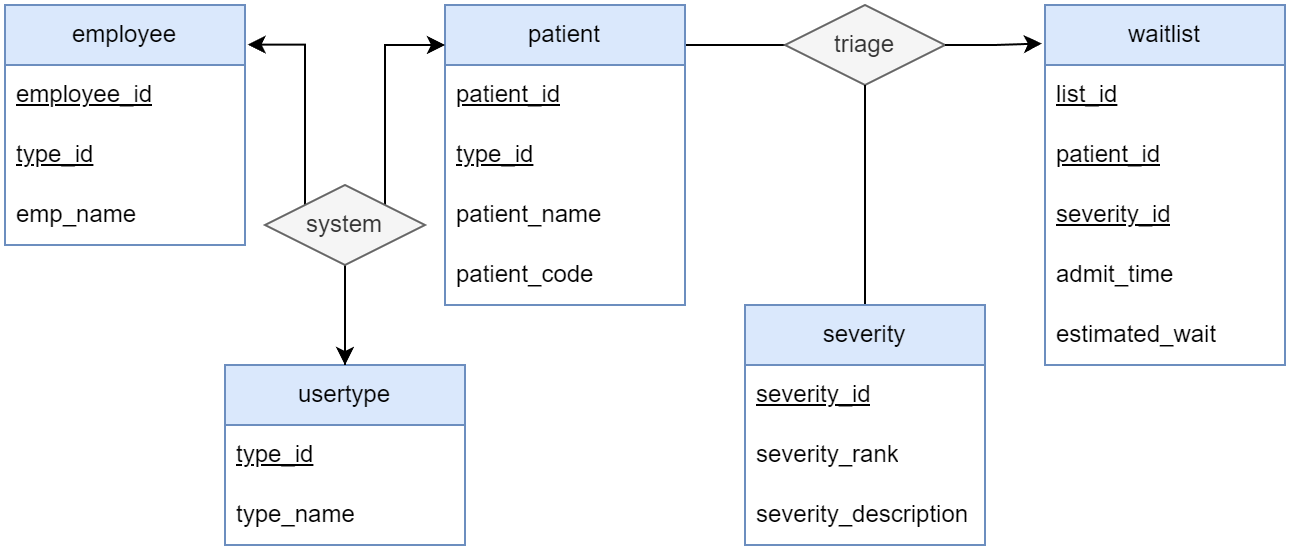 employee
employee_id
type_id
emp_name
system
patient
patient_id
type_id
patient_name
patient_code
triage
waitlist
list_id
patient_id
severity_id
admit_time
estimated_wait
usertype
type_id
type_name
severity
severity_id
severity_rank
severity_description